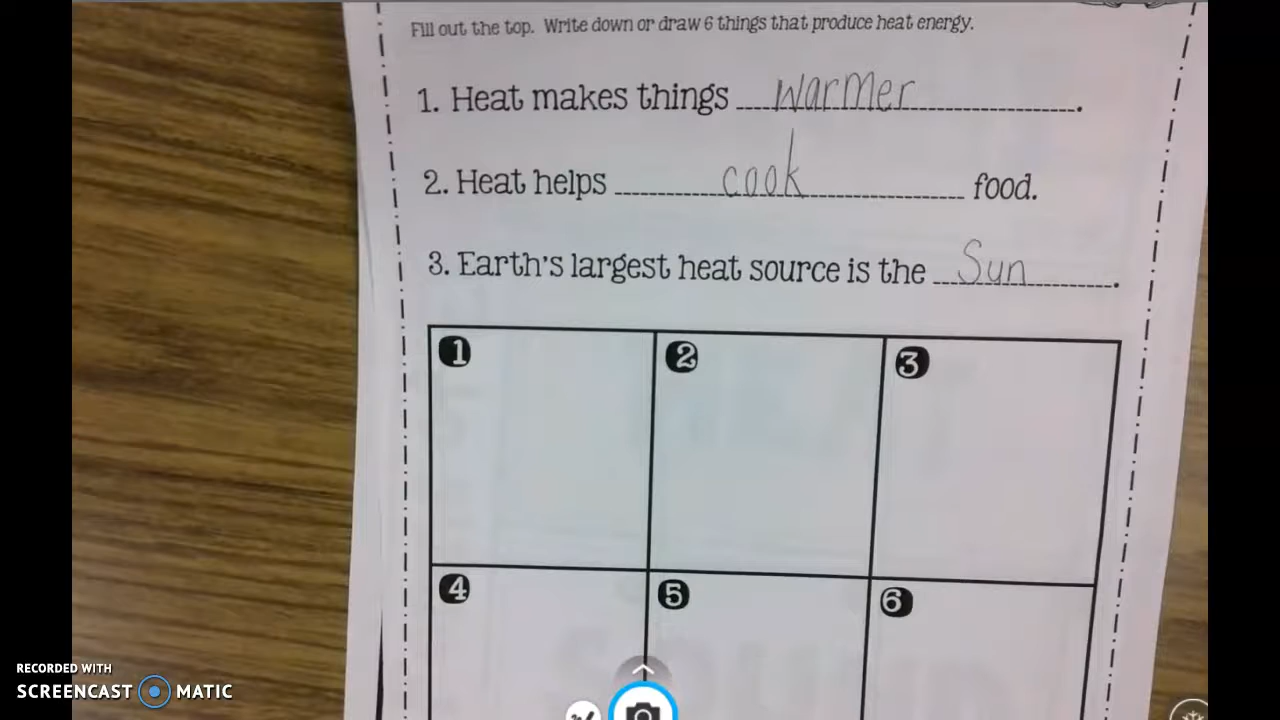 Fill out the top. Write down or draw 6 things that produce heat energy.
1. Heat makes things warmer.
2. Heat helps cook food.
3. Earth's largest heat source is the Sun.
1 2 3
4 5 6
RECORDED WITH
SCREENCAST MATIC